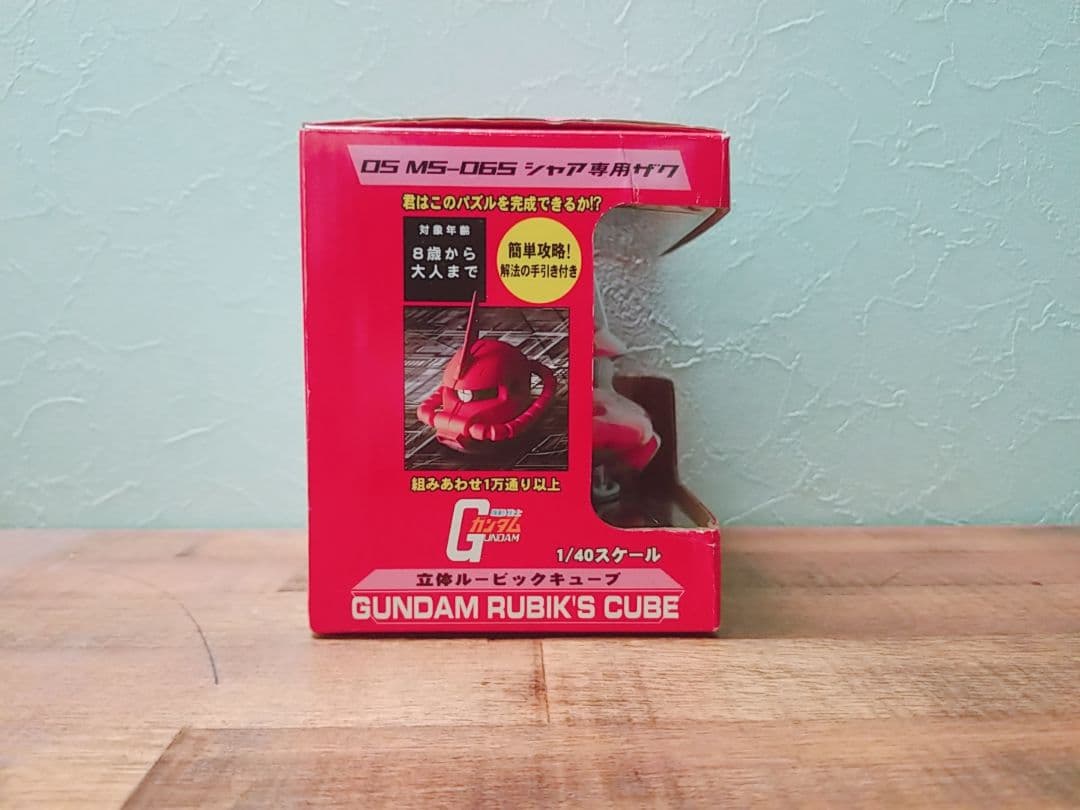 05 MS-06S シャア専用ザク
君はこのパズルを完成できるか!?
対象年齢
8歳から
大人まで
簡単攻略!
解法の手引き付き
組みあわせ1万通り以上
機動戦士
ガンダム
GUNDAM
1/40スケール
立体ルービックキューブ
GUNDAM RUBIK'S CUBE